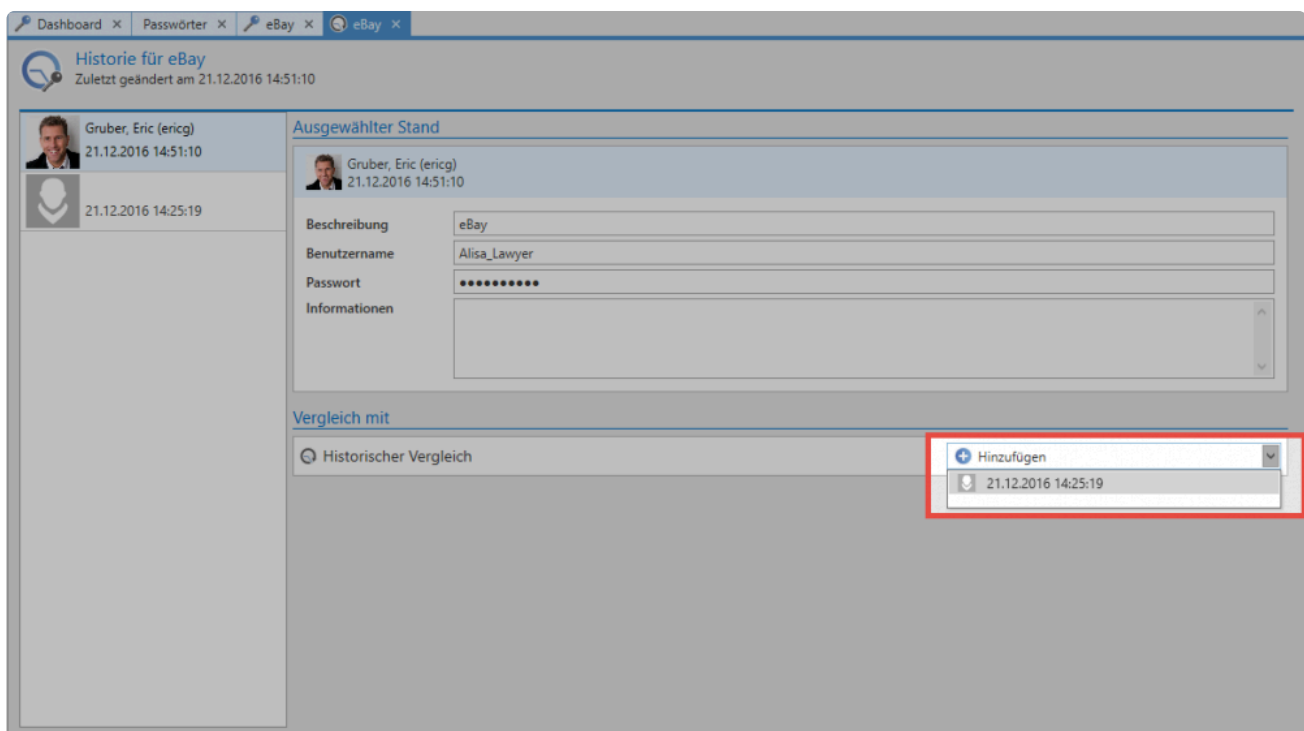 Dashboard × Passwörter × eBay × eBay ×
Historie für eBay
Zuletzt geändert am 21.12.2016 14:51:10
Gruber, Eric (ericg)
21.12.2016 14:51:10
21.12.2016 14:25:19
Ausgewählter Stand
Gruber, Eric (ericg)
21.12.2016 14:51:10
Beschreibung eBay
Benutzername Alisa_Lawyer
Passwort ●●●●●●●●●●
Informationen
Vergleich mit
Historischer Vergleich Hinzufügen
21.12.2016 14:25:19